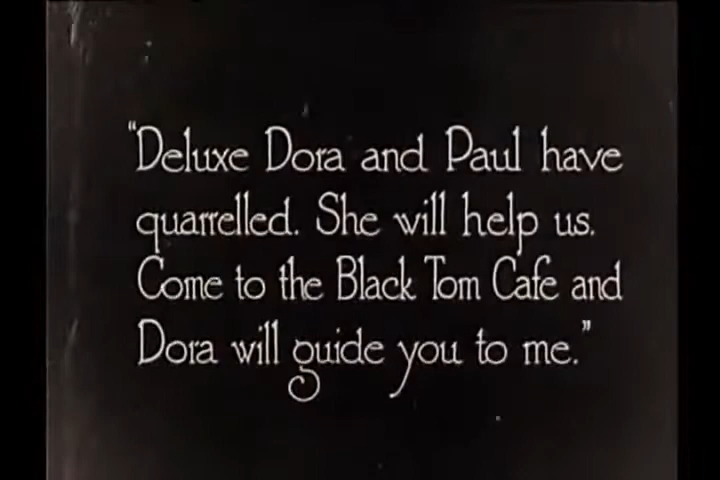 "Deluxe Dora and Paul have
quarrelled. She will help us.
Come to the Black Tom Cafe and
Dora will guide you to me."